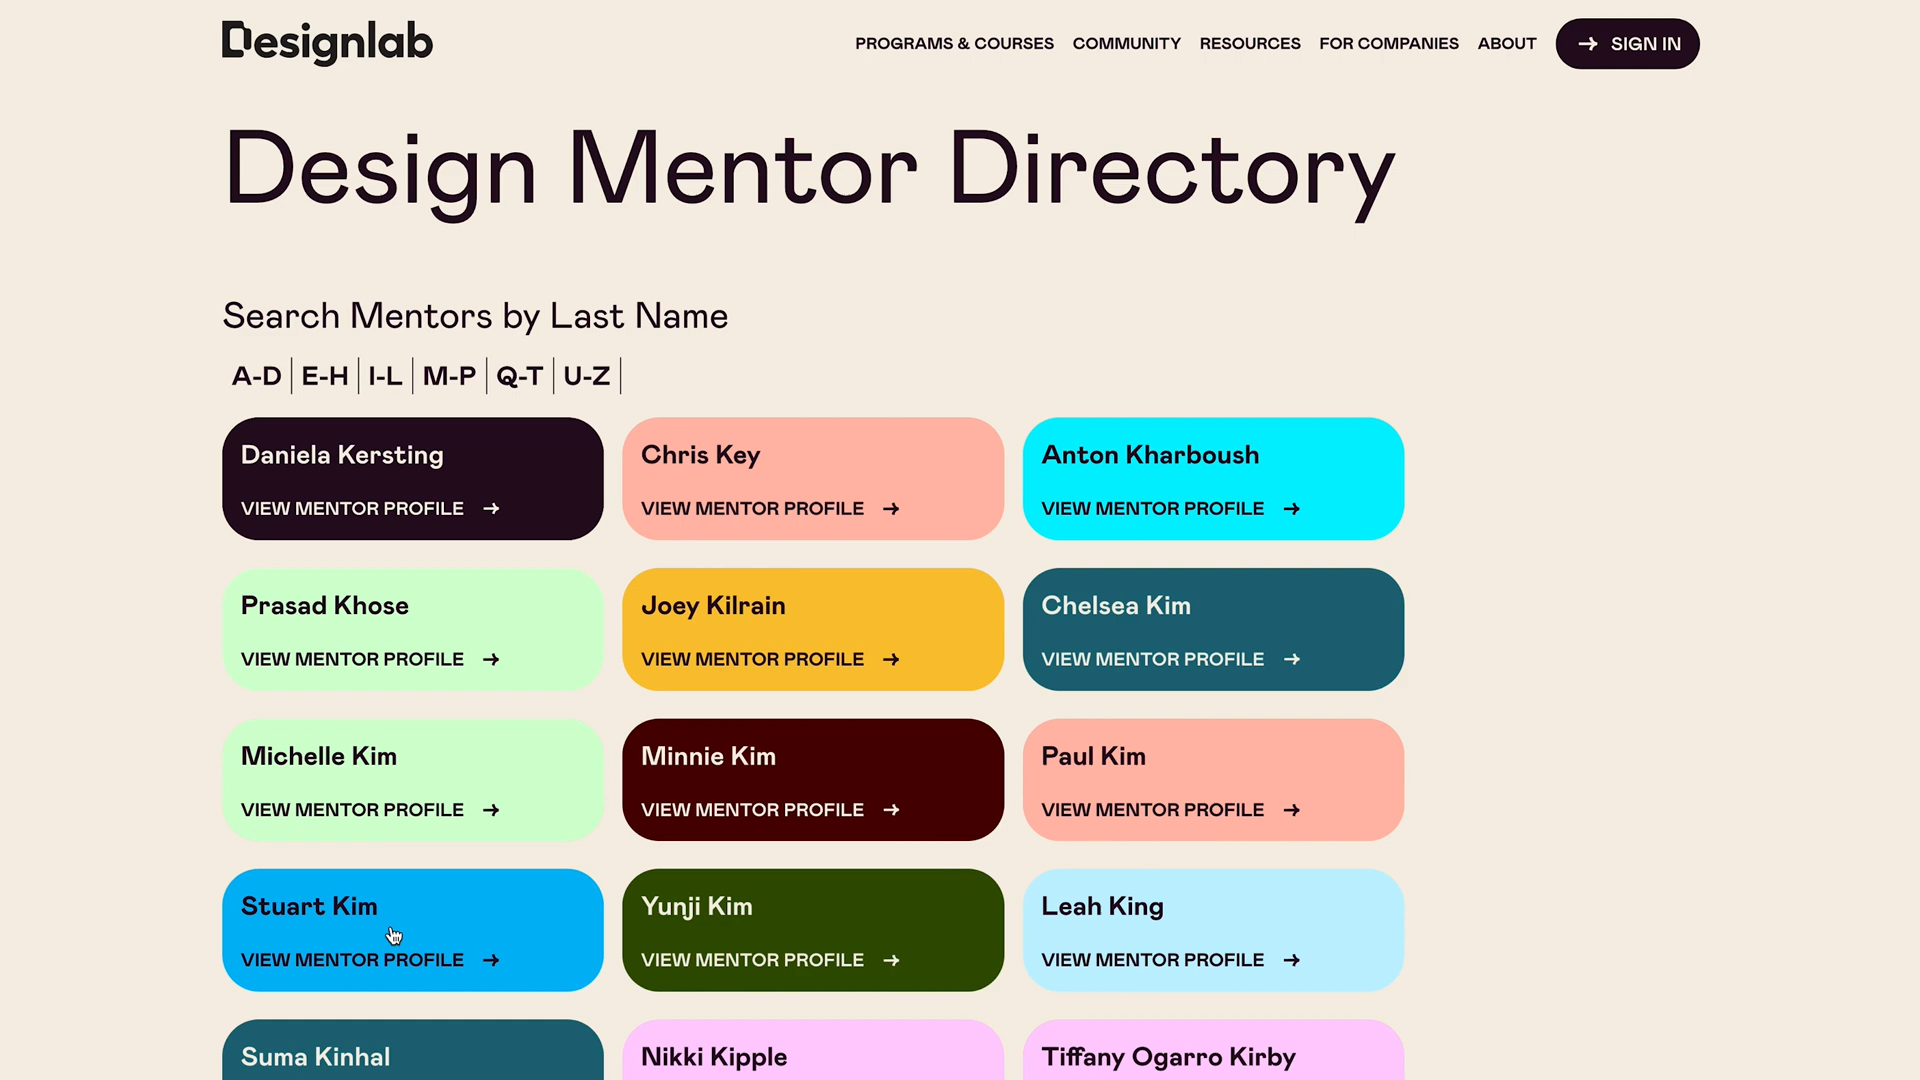 Designlab
PROGRAMS & COURSES COMMUNITY RESOURCES FOR COMPANIES ABOUT → SIGN IN
Design Mentor Directory
Search Mentors by Last Name
A-D | E-H | I-L | M-P | Q-T | U-Z |
Daniela Kersting
VIEW MENTOR PROFILE →
Chris Key
VIEW MENTOR PROFILE →
Anton Kharboush
VIEW MENTOR PROFILE →
Prasad Khose
VIEW MENTOR PROFILE →
Joey Kilrain
VIEW MENTOR PROFILE →
Chelsea Kim
VIEW MENTOR PROFILE →
Michelle Kim
VIEW MENTOR PROFILE →
Minnie Kim
VIEW MENTOR PROFILE →
Paul Kim
VIEW MENTOR PROFILE →
Stuart Kim
VIEW MENTOR PROFILE →
Yunji Kim
VIEW MENTOR PROFILE →
Leah King
VIEW MENTOR PROFILE →
Suma Kinhal
Nikki Kipple
Tiffany Ogarro Kirby